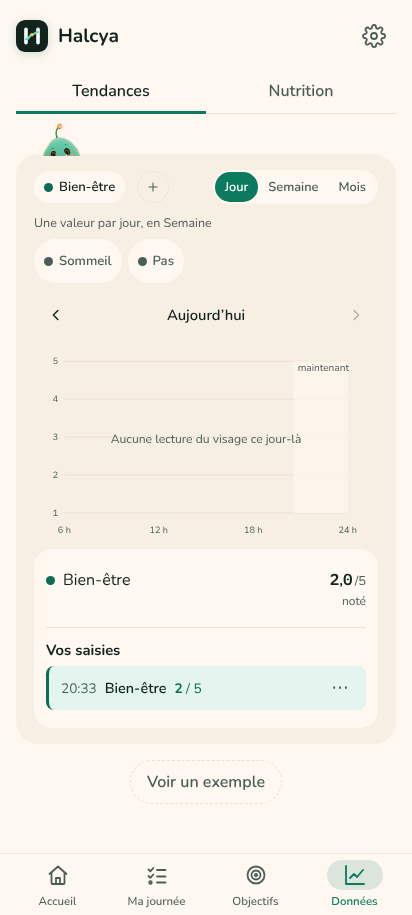 Halcya
Tendances
Nutrition
Bien-être
+
Jour
Semaine
Mois
Une valeur par jour, en Semaine
Sommeil
Pas
Aujourd’hui
5
maintenant
4
3
Aucune lecture du visage ce jour-là
2
1
6 h
12 h
18 h
24 h
Bien-être
2,0 /5
noté
Vos saisies
20:33 Bien-être 2 / 5
...
Voir un exemple
Accueil
Ma journée
Objectifs
Données